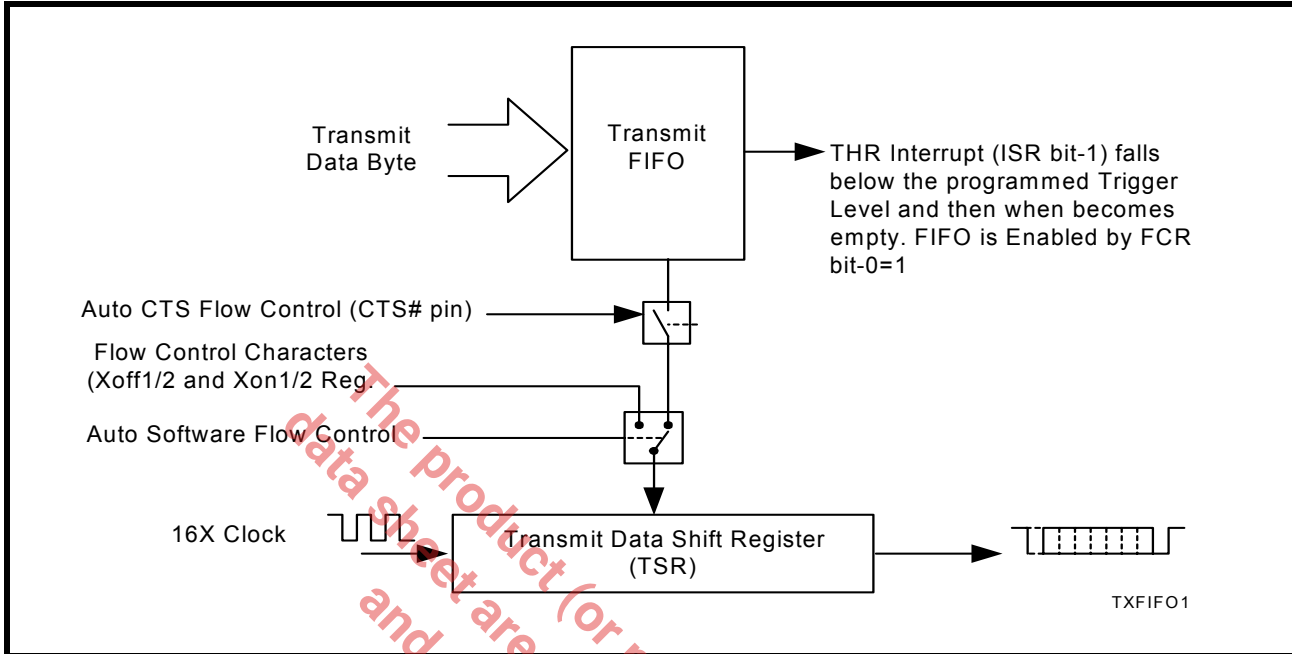 Transmit
Data Byte
Transmit
FIFO
THR Interrupt (ISR bit-1) falls
below the programmed Trigger
Level and then when becomes
empty. FIFO is Enabled by FCR
bit-0=1
Auto CTS Flow Control (CTS# pin)
Flow Control Characters
(Xoff1/2 and Xon1/2 Reg.
Auto Software Flow Control
16X Clock
Transmit Data Shift Register
(TSR)
TXFIFO1
The product (or
data sheet are
and